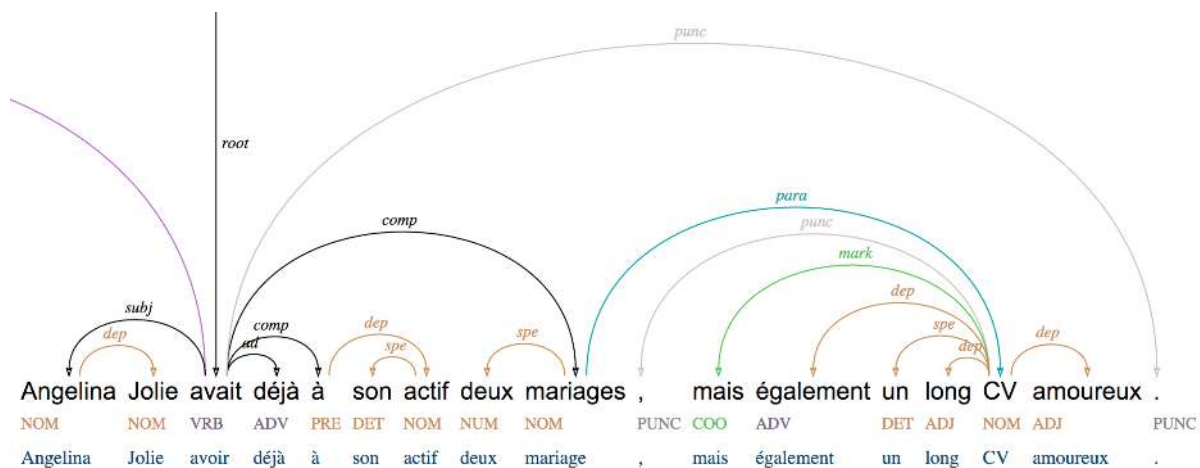 punc
root
para
comp
punc
mark
dep
subj
spe
dep
comp
dep
spe
dep
ad
spe
dep
Angelina Jolie avait déjà à son actif deux mariages , mais également un long CV amoureux .
NOM NOM VRB ADV PRE DET NOM NUM NOM PUNC COO ADV DET ADJ NOM ADJ PUNC
Angelina Jolie avoir déjà à son actif deux mariage , mais également un long CV amoureux .